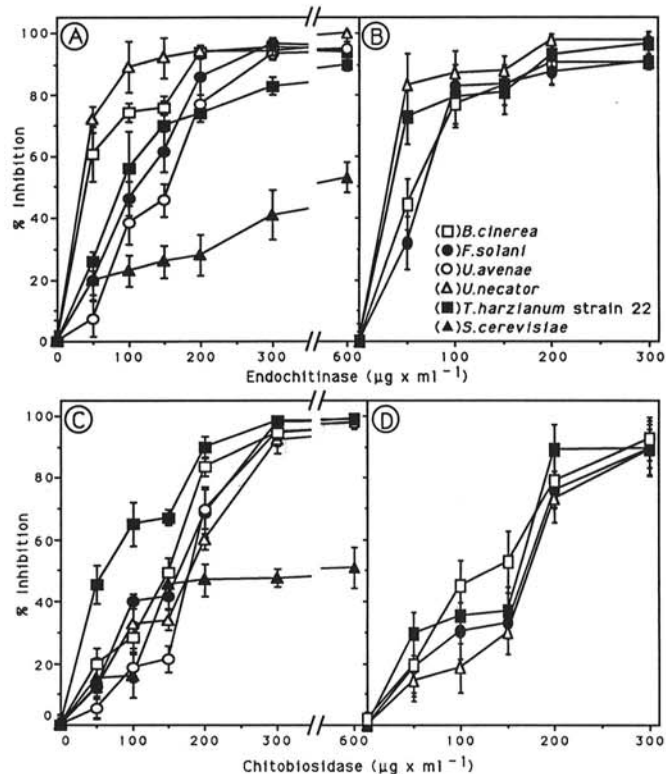 A
B
100
80
60
40
20
0
% Inhibition
(□)B.cinerea
(●)F.solani
(○)U.avenae
(△)U.necator
(■)T.harzianum strain 22
(▲)S.cerevisiae
0 100 200 300 600 0 100 200 300
Endochitinase (µg x ml⁻¹)
C
D
100
80
60
40
20
0
% Inhibition
0 100 200 300 600 0 100 200 300
Chitobiosidase (µg x ml⁻¹)